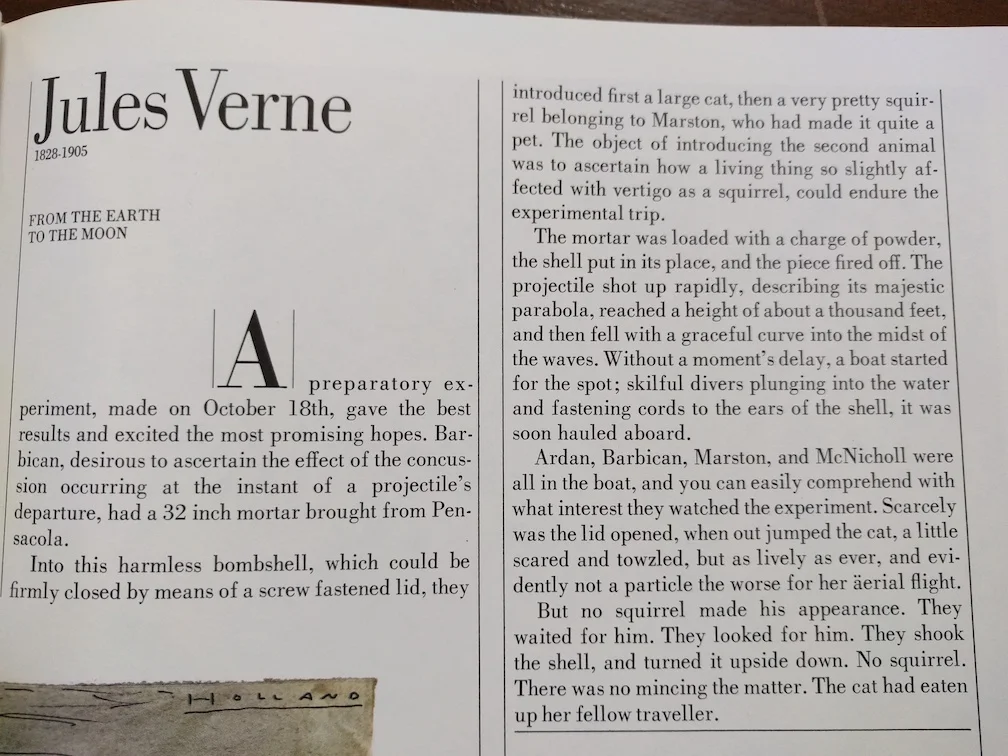 Jules Verne
1828-1905
FROM THE EARTH
TO THE MOON
A preparatory ex-
periment, made on October 18th, gave the best
results and excited the most promising hopes. Bar-
bican, desirous to ascertain the effect of the concus-
sion occurring at the instant of a projectile's
departure, had a 32 inch mortar brought from Pen-
sacola.
Into this harmless bombshell, which could be
firmly closed by means of a screw fastened lid, they
HOLLAND
introduced first a large cat, then a very pretty squir-
rel belonging to Marston, who had made it quite a
pet. The object of introducing the second animal
was to ascertain how a living thing so slightly af-
fected with vertigo as a squirrel, could endure the
experimental trip.
The mortar was loaded with a charge of powder,
the shell put in its place, and the piece fired off. The
projectile shot up rapidly, describing its majestic
parabola, reached a height of about a thousand feet,
and then fell with a graceful curve into the midst of
the waves. Without a moment's delay, a boat started
for the spot; skilful divers plunging into the water
and fastening cords to the ears of the shell, it was
soon hauled aboard.
Ardan, Barbican, Marston, and McNicholl were
all in the boat, and you can easily comprehend with
what interest they watched the experiment. Scarcely
was the lid opened, when out jumped the cat, a little
scared and towzled, but as lively as ever, and evi-
dently not a particle the worse for her äerial flight.
But no squirrel made his appearance. They
waited for him. They looked for him. They shook
the shell, and turned it upside down. No squirrel.
There was no mincing the matter. The cat had eaten
up her fellow traveller.